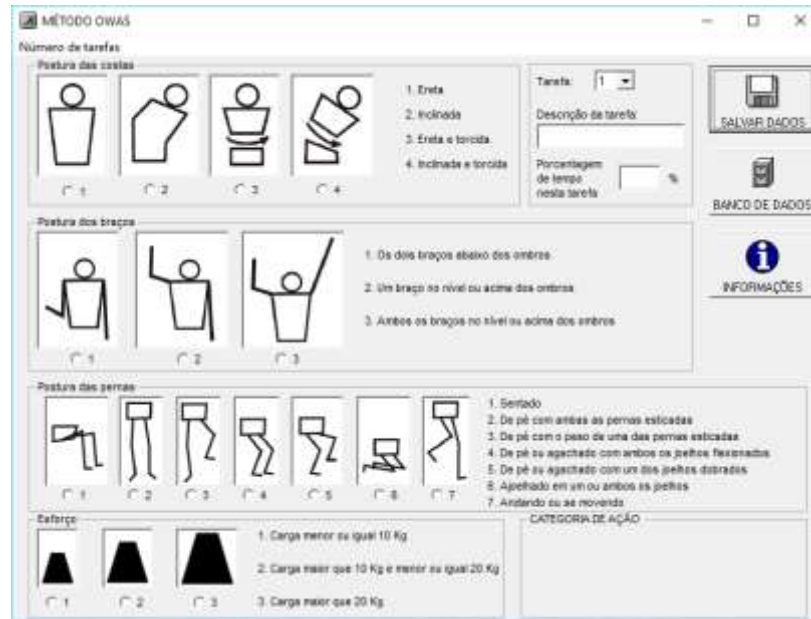 MÉTODO OWAS
Número de tarefas
Postura das costas
1. Ereta
2. Inclinada
3. Ereta e torcida
4. Inclinada e torcida
1
2
3
4
Tarefa:
1
Descrição da tarefa:
Porcentagem
de tempo
nesta tarefa
%
SALVAR DADOS
BANCO DE DADOS
INFORMAÇÕES
Postura dos braços
1. Os dois braços abaixo dos ombros
2. Um braço no nível ou acima dos ombros
3. Ambos os braços no nível ou acima dos ombros
1
2
3
Postura das pernas
1. Sentado
2. De pé com ambas as pernas esticadas
3. De pé com o peso de uma das pernas esticadas
4. De pé ou agachado com ambos os joelhos flexionados
5. De pé ou agachado com um dos joelhos dobrados
6. Ajoelhado em um ou ambos os joelhos
7. Andando ou se movendo
1
2
3
4
5
6
7
Esforço
1. Carga menor ou igual 10 Kg
2. Carga maior que 10 Kg e menor ou igual 20 Kg
3. Carga maior que 20 Kg
1
2
3
CATEGORIA DE AÇÃO